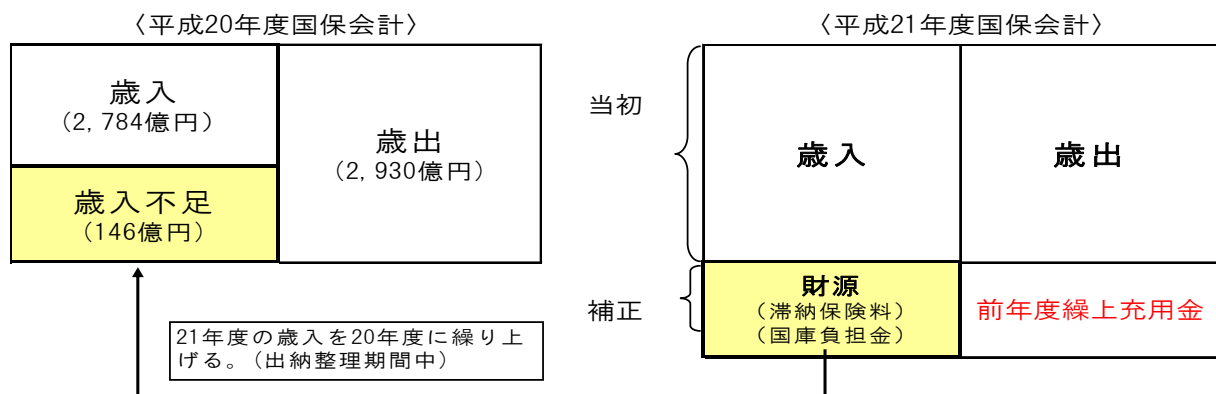 〈平成20年度国保会計〉
歳入
（2,784億円）
歳出
（2,930億円）
歳入不足
（146億円）
21年度の歳入を20年度に繰り上
げる。（出納整理期間中）
〈平成21年度国保会計〉
当初
歳入
歳出
補正
財源
（滞納保険料）
（国庫負担金）
前年度繰上充用金